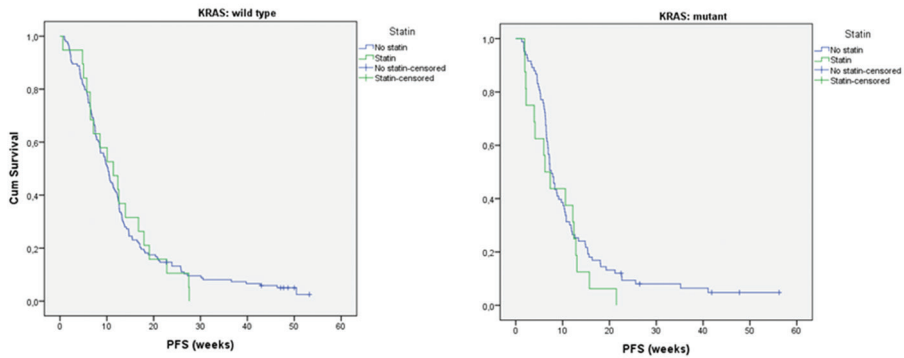 KRAS: wild type
Statin
No statin
Statin
No statin-censored
Statin-censored
Cum Survival
1,0
0,8
0,6
0,4
0,2
0,0
0 10 20 30 40 50 60
PFS (weeks)
KRAS: mutant
Statin
No statin
Statin
No statin-censored
Statin-censored
1,0
0,8
0,6
0,4
0,2
0,0
0 10 20 30 40 50 60
PFS (weeks)